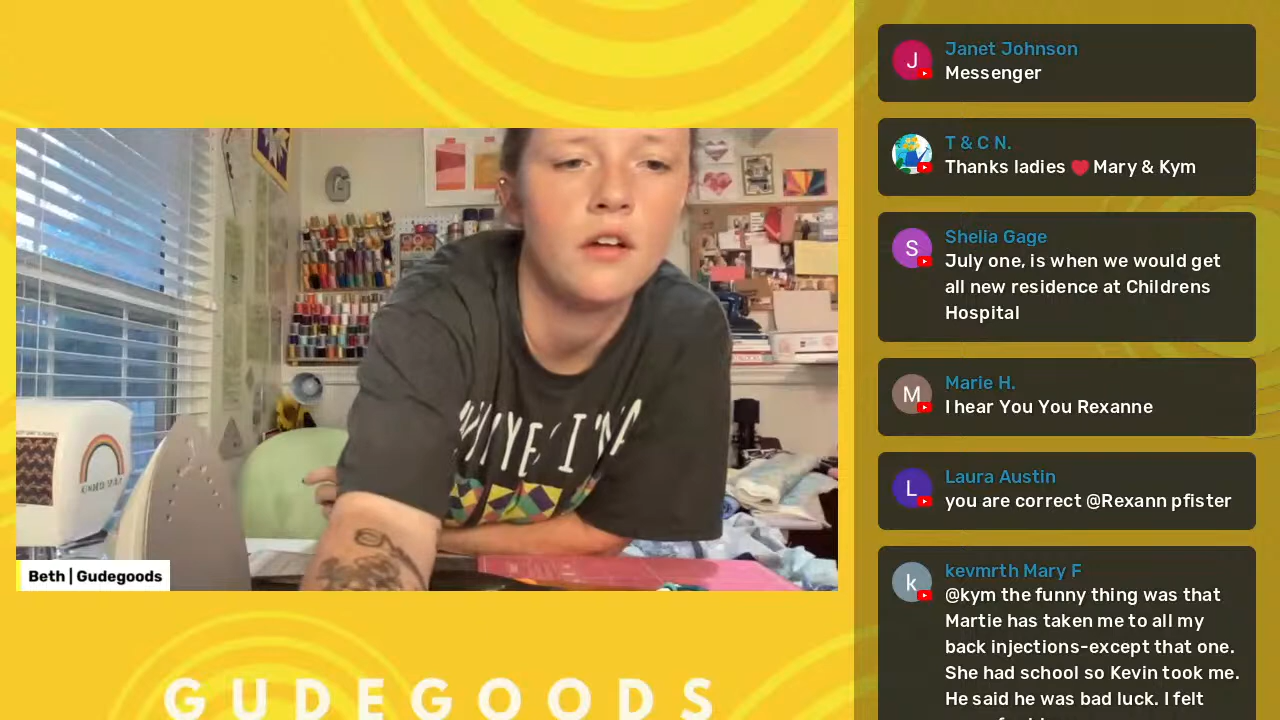 Janet Johnson
Messenger
T & C N.
Thanks ladies ❤️ Mary & Kym
Shelia Gage
July one, is when we would get
all new residence at Childrens
Hospital
Marie H.
I hear You You Rexanne
Laura Austin
you are correct @Rexann pfister
kevmrth Mary F
@kym the funny thing was that
Martie has taken me to all my
back injections-except that one.
She had school so Kevin took me.
He said he was bad luck. I felt
Beth | Gudegoods
GUDEGOODS